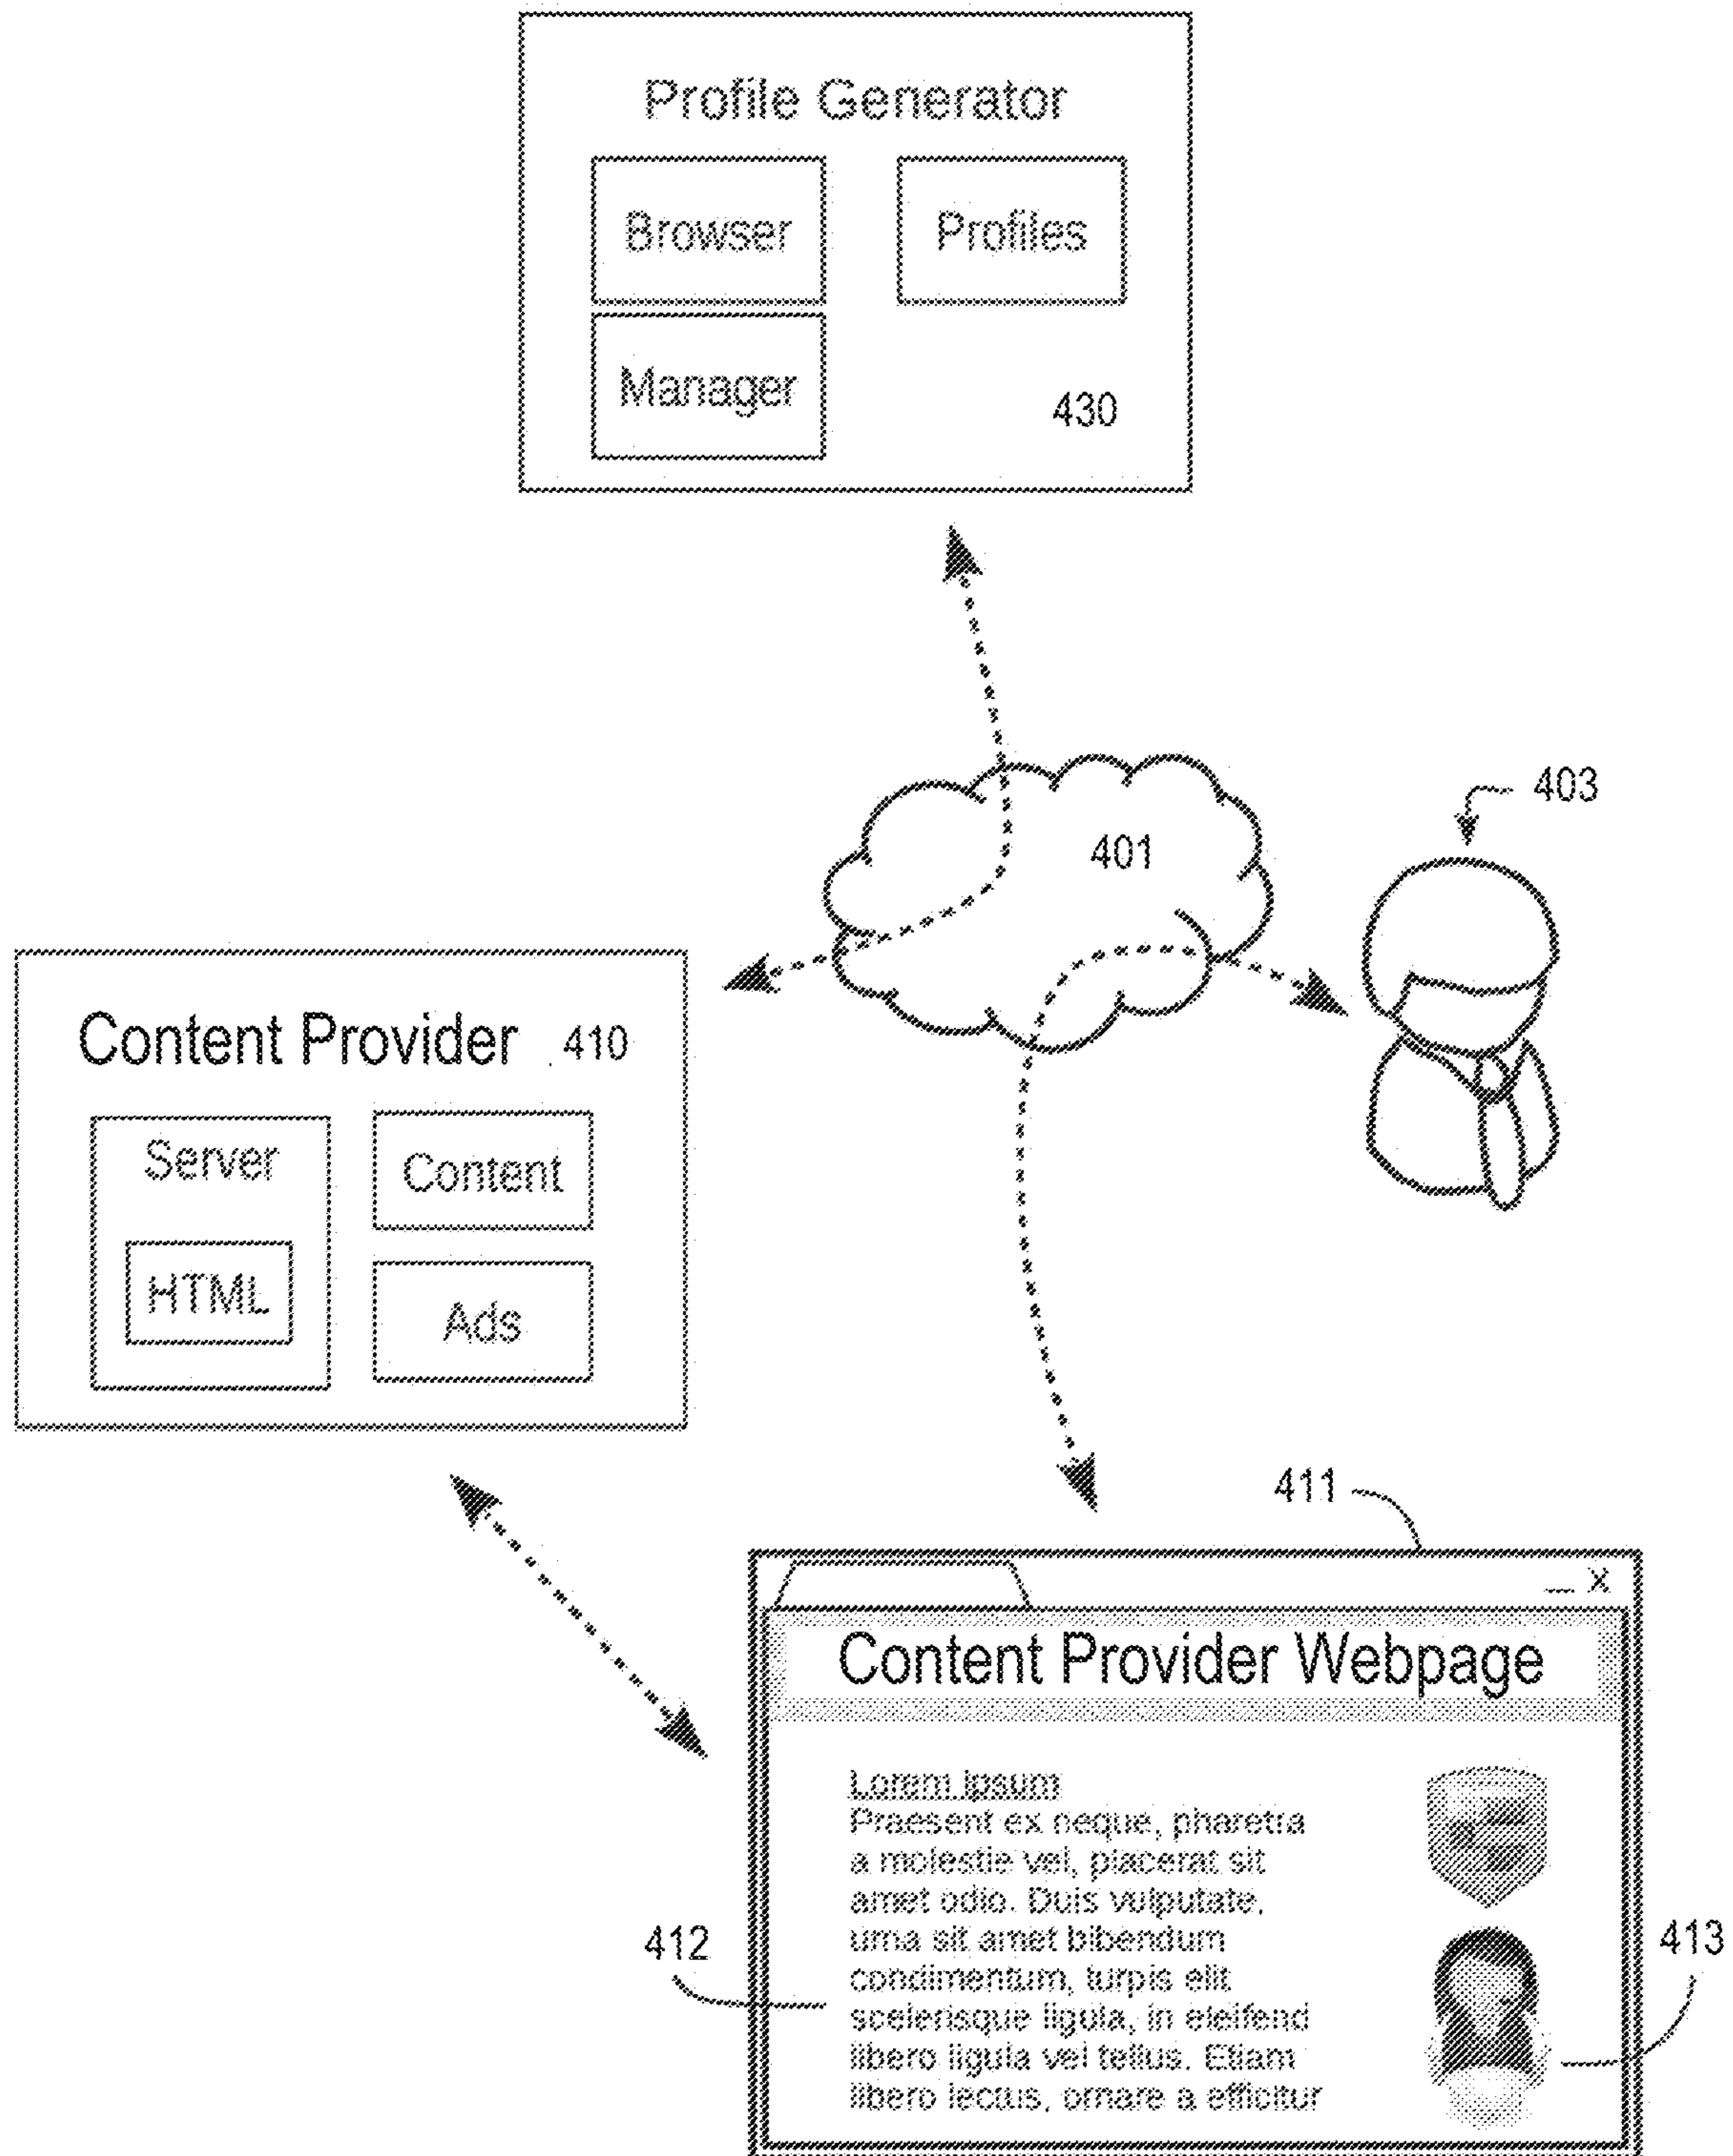 Profile Generator
Browser
Profiles
Manager
430
403
401
Content Provider 410
Server
Content
HTML
Ads
411
_ X
Content Provider Webpage
Lorem Ipsum
Praesent ex neque, pharetra
a molestie vel, placerat sit
amet odio. Duis vulputate,
urna sit amet bibendum
condimentum, turpis elit
scelerisque ligula, in eleifend
libero ligula vel tellus. Etiam
libero lectus, ornare a efficitur
412
413